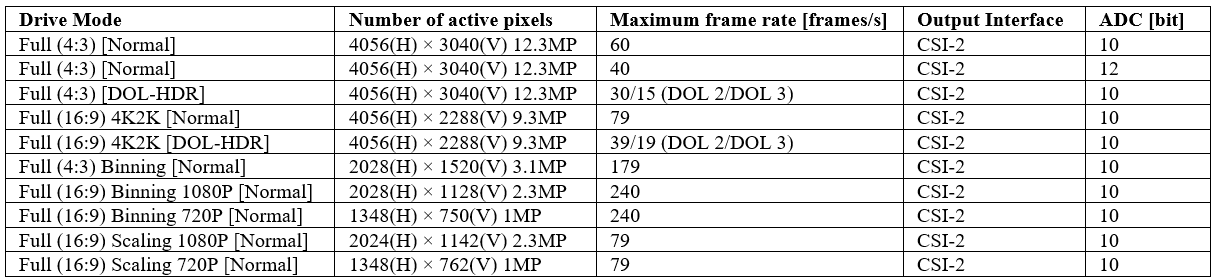 Drive Mode Number of active pixels Maximum frame rate [frames/s] Output Interface ADC [bit]
Full (4:3) [Normal] 4056(H) × 3040(V) 12.3MP 60 CSI-2 10
Full (4:3) [Normal] 4056(H) × 3040(V) 12.3MP 40 CSI-2 12
Full (4:3) [DOL-HDR] 4056(H) × 3040(V) 12.3MP 30/15 (DOL 2/DOL 3) CSI-2 10
Full (16:9) 4K2K [Normal] 4056(H) × 2288(V) 9.3MP 79 CSI-2 10
Full (16:9) 4K2K [DOL-HDR] 4056(H) × 2288(V) 9.3MP 39/19 (DOL 2/DOL 3) CSI-2 10
Full (4:3) Binning [Normal] 2028(H) × 1520(V) 3.1MP 179 CSI-2 10
Full (16:9) Binning 1080P [Normal] 2028(H) × 1128(V) 2.3MP 240 CSI-2 10
Full (16:9) Binning 720P [Normal] 1348(H) × 750(V) 1MP 240 CSI-2 10
Full (16:9) Scaling 1080P [Normal] 2024(H) × 1142(V) 2.3MP 79 CSI-2 10
Full (16:9) Scaling 720P [Normal] 1348(H) × 762(V) 1MP 79 CSI-2 10